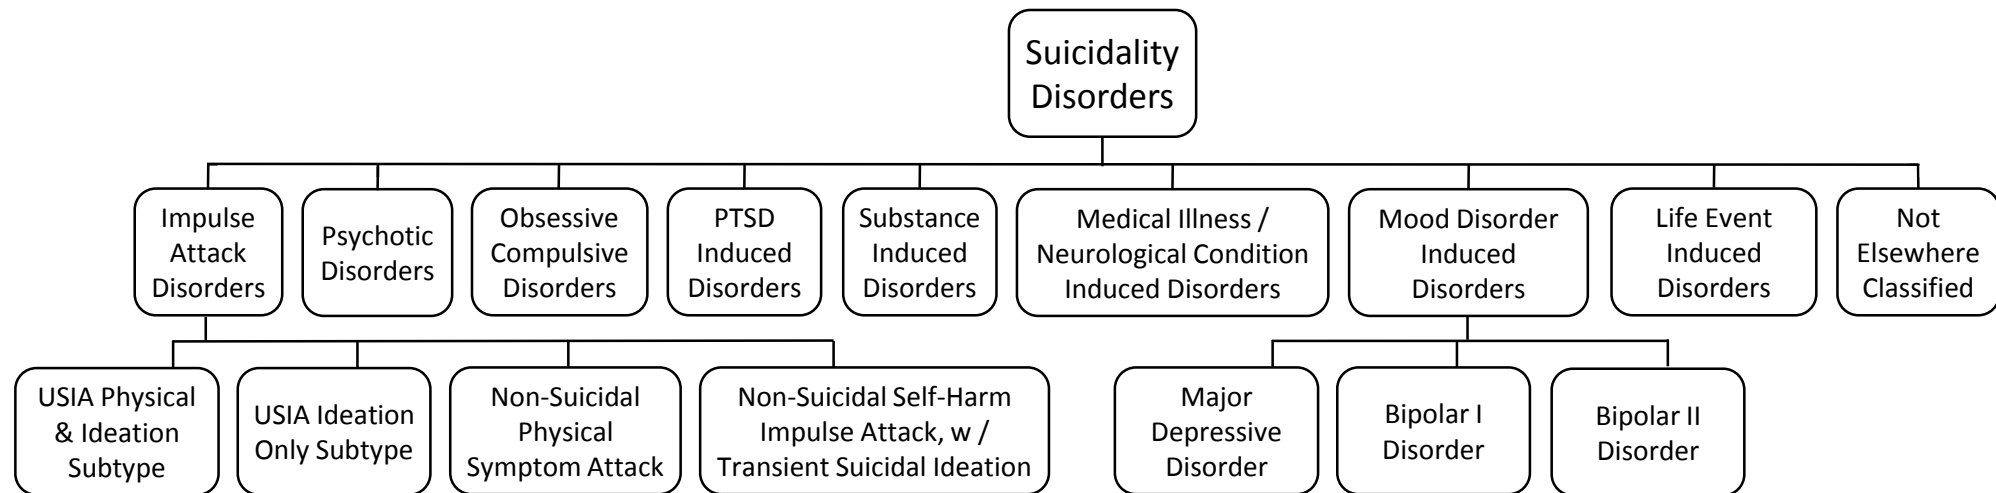 Suicidality
Disorders
Impulse
Attack
Disorders
Psychotic
Disorders
Obsessive
Compulsive
Disorders
PTSD
Induced
Disorders
Substance
Induced
Disorders
Medical Illness /
Neurological Condition
Induced Disorders
Mood Disorder
Induced
Disorders
Life Event
Induced
Disorders
Not
Elsewhere
Classified
USIA Physical
& Ideation
Subtype
USIA Ideation
Only Subtype
Non-Suicidal
Physical
Symptom Attack
Non-Suicidal Self-Harm
Impulse Attack, w /
Transient Suicidal Ideation
Major
Depressive
Disorder
Bipolar I
Disorder
Bipolar II
Disorder